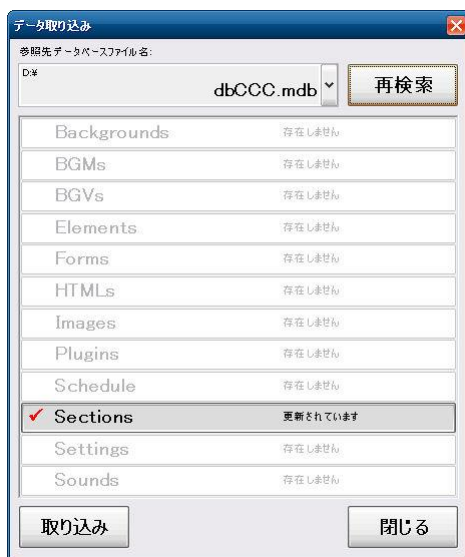 データ取り込み
参照先データベースファイル名:
D:¥
dbCCC.mdb
再検索
Backgrounds 存在しません
BGMs 存在しません
BGVs 存在しません
Elements 存在しません
Forms 存在しません
HTMLs 存在しません
Images 存在しません
Plugins 存在しません
Schedule 存在しません
Sections 更新されています
Settings 存在しません
Sounds 存在しません
取り込み 閉じる